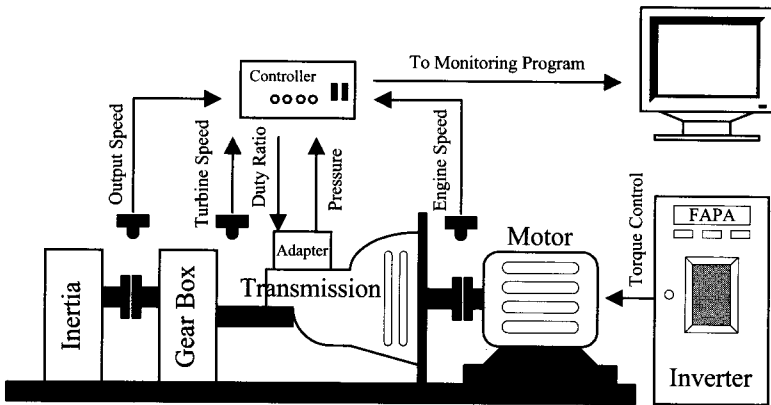 To Monitoring Program
Controller
Output Speed
Turbine Speed
Duty Ratio
Pressure
Engine Speed
Adapter
Transmission
Motor
Torque Control
FAPA
Inertia
Gear Box
Inverter